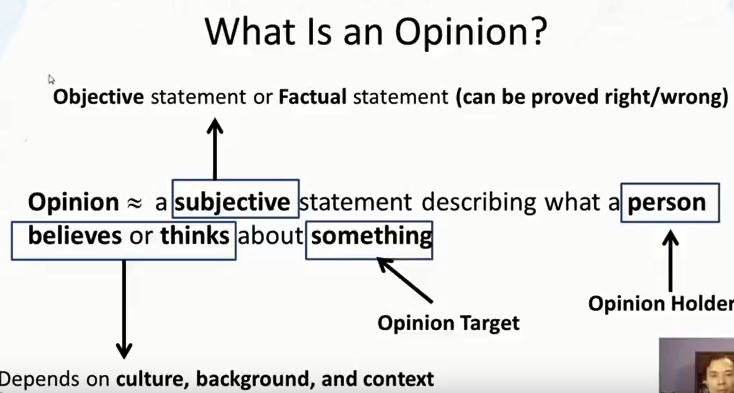 What Is an Opinion?
Objective statement or Factual statement (can be proved right/wrong)
Opinion ≈ a subjective statement describing what a person
believes or thinks about something
Opinion Holder
Opinion Target
Depends on culture, background, and context